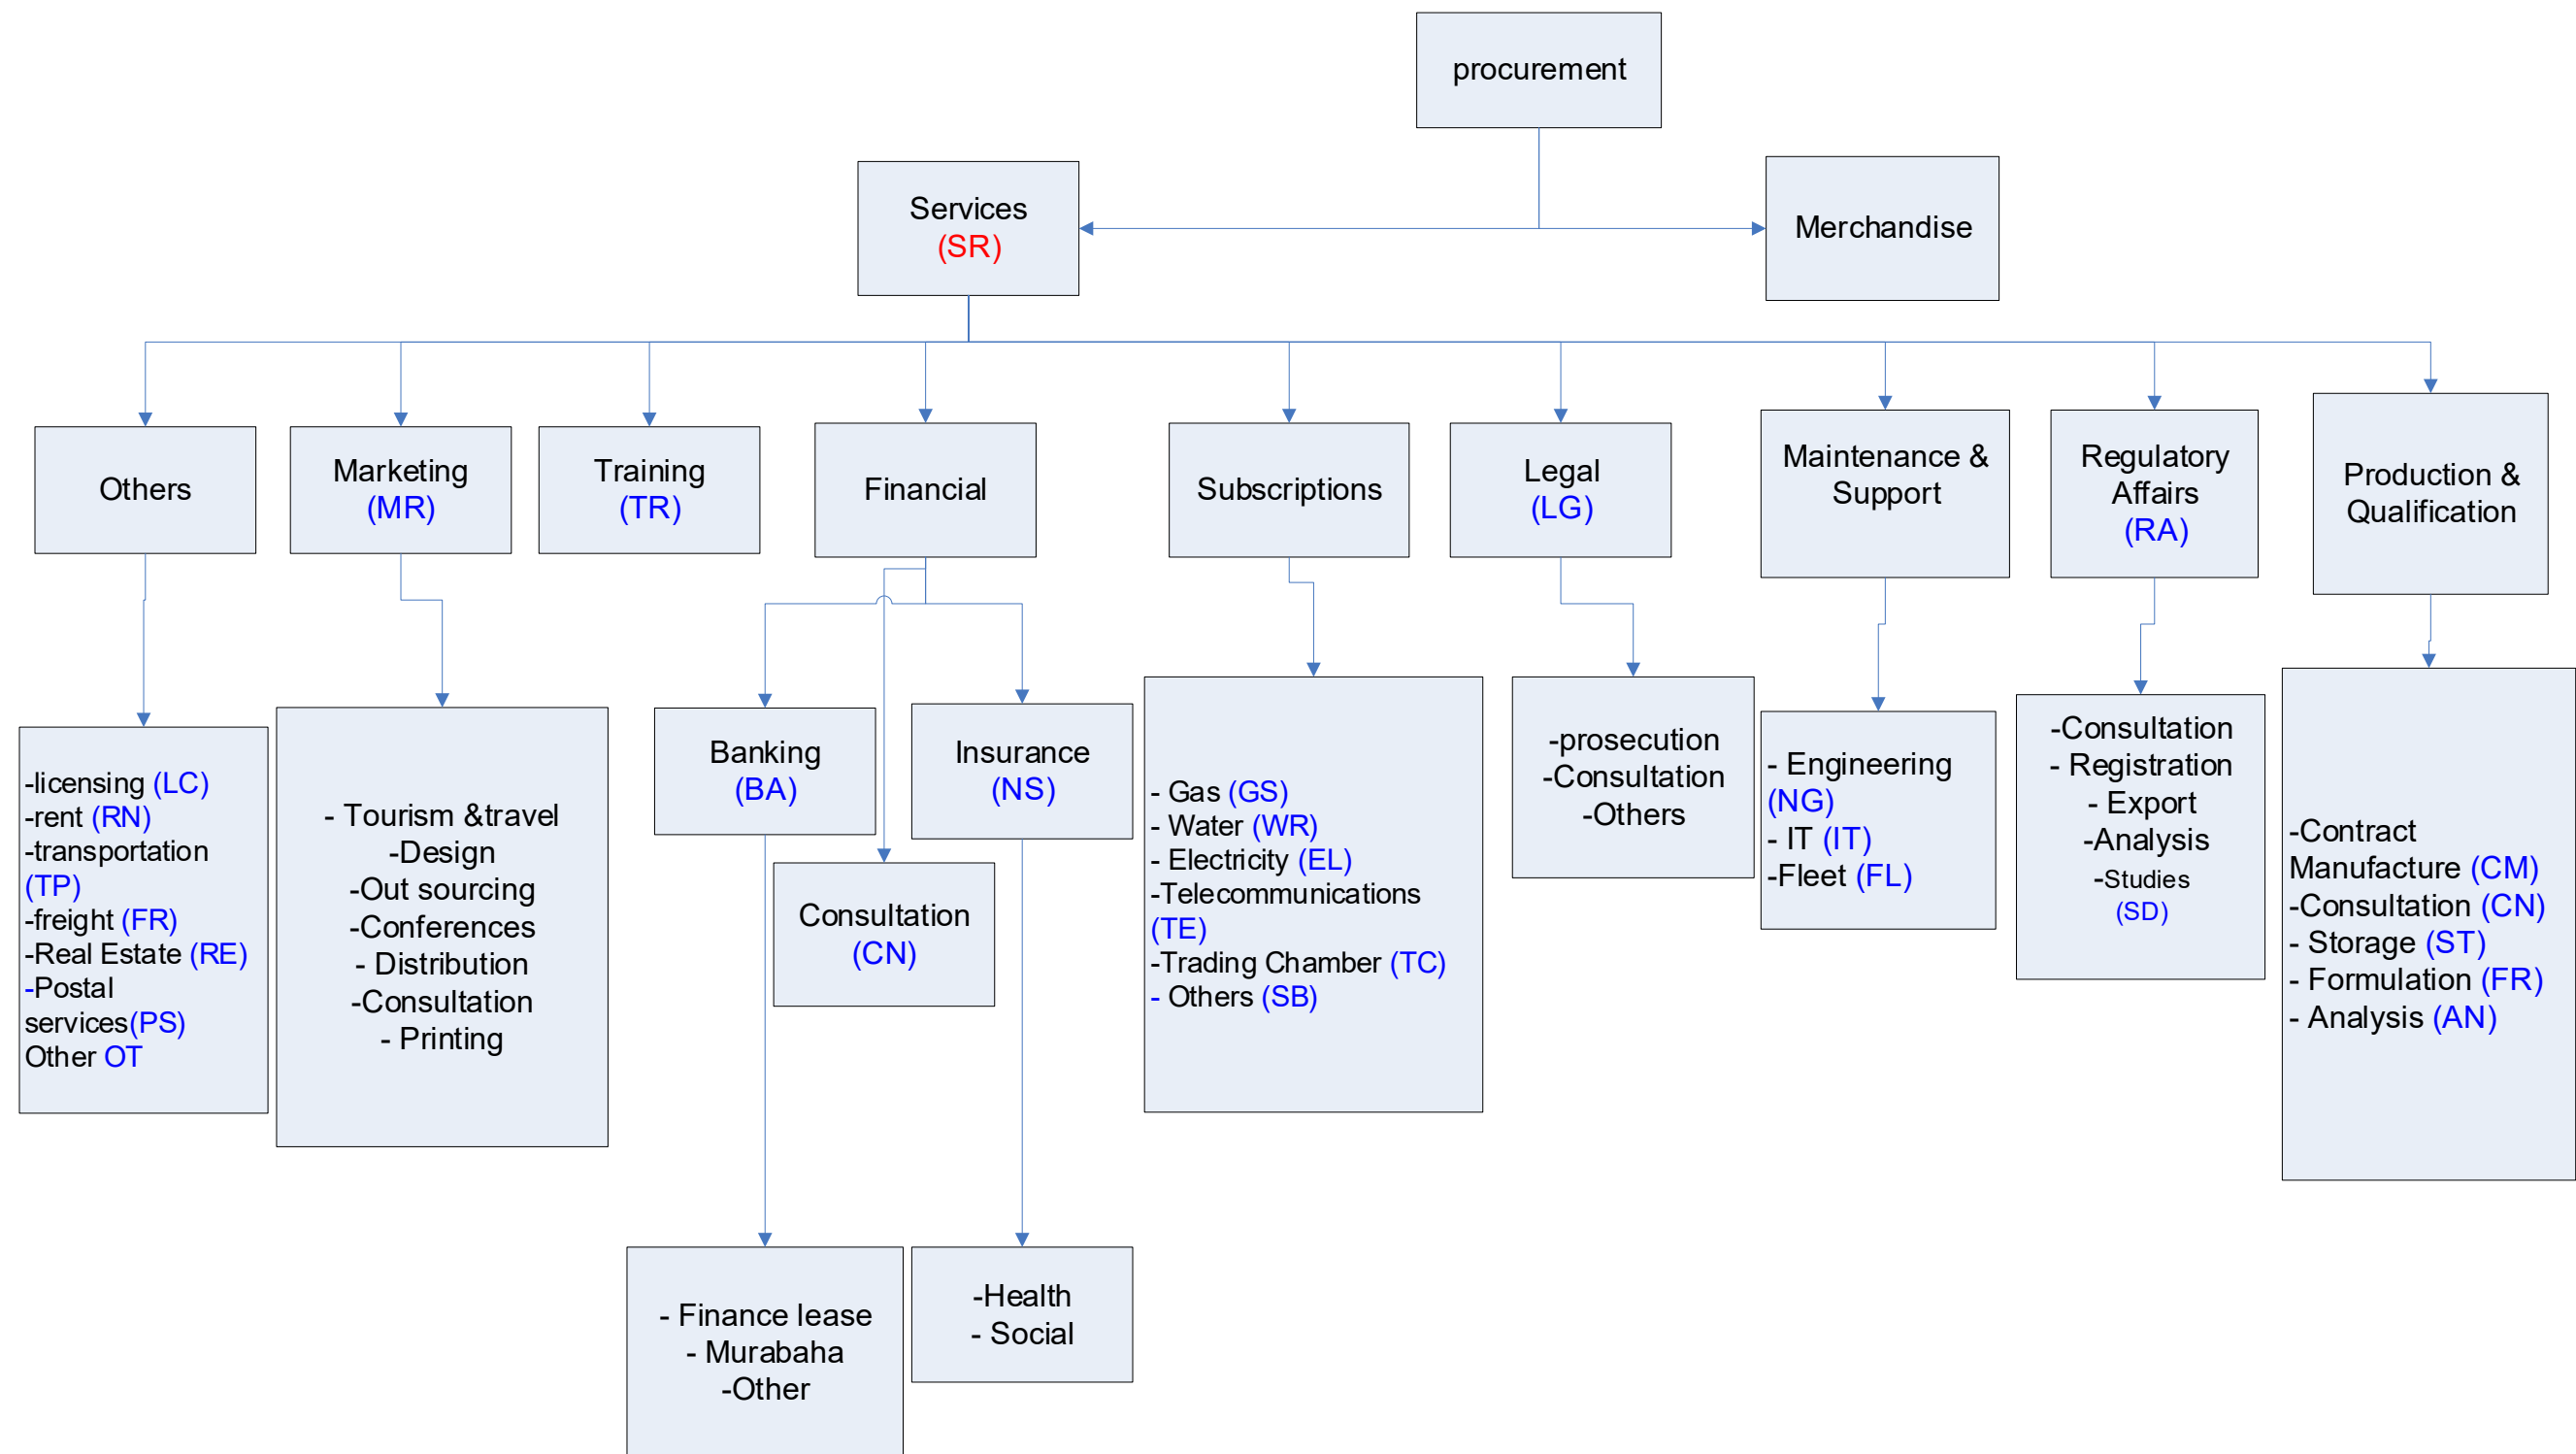 procurement
Services
(SR)
Merchandise
Others
Marketing
(MR)
Training
(TR)
Financial
Subscriptions
Legal
(LG)
Maintenance &
Support
Regulatory
Affairs
(RA)
Production &
Qualification
-licensing (LC)
-rent (RN)
-transportation
(TP)
-freight (FR)
-Real Estate (RE)
-Postal
services(PS)
Other OT
- Tourism &travel
-Design
-Out sourcing
-Conferences
- Distribution
-Consultation
- Printing
Banking
(BA)
Insurance
(NS)
Consultation
(CN)
- Gas (GS)
- Water (WR)
- Electricity (EL)
-Telecommunications
(TE)
-Trading Chamber (TC)
- Others (SB)
-prosecution
-Consultation
-Others
- Engineering
(NG)
- IT (IT)
-Fleet (FL)
-Consultation
- Registration
- Export
-Analysis
-Studies
(SD)
-Contract
Manufacture (CM)
-Consultation (CN)
- Storage (ST)
- Formulation (FR)
- Analysis (AN)
- Finance lease
- Murabaha
-Other
-Health
- Social